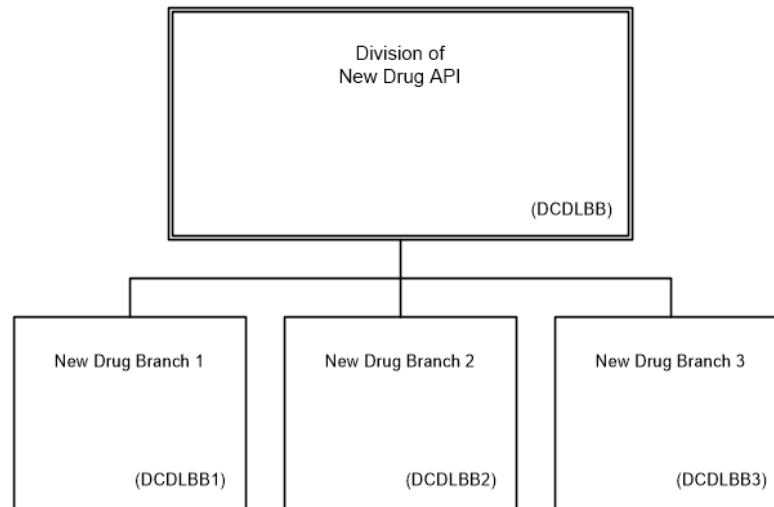 Division of
New Drug API
(DCDLBB)
New Drug Branch 1
New Drug Branch 2
New Drug Branch 3
(DCDLBB1)
(DCDLBB2)
(DCDLBB3)